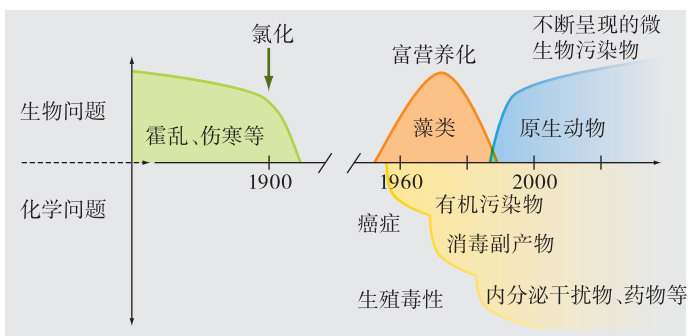 不断呈现的微
生物污染物
氯化
富营养化
生物问题
霍乱、伤寒等
藻类
原生动物
1900
1960
2000
化学问题
癌症
有机污染物
消毒副产物
生殖毒性
内分泌干扰物、药物等